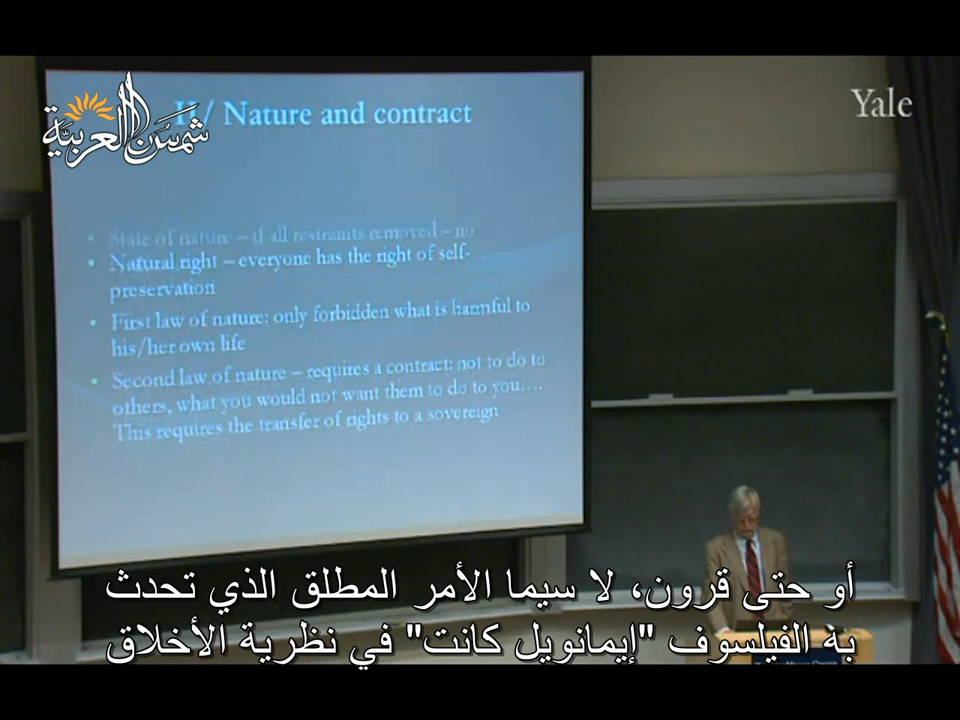 شمس العربية
II / Nature and contract
Yale
• State of nature – if all restraints removed – no
• Natural right – everyone has the right of self-
preservation
• First law of nature: only forbidden what is harmful to
his/her own life
• Second law of nature – requires a contract: not to do to
others, what you would not want them to do to you….
This requires the transfer of rights to a sovereign
أو حتى قرون، لا سيما الأمر المطلق الذي تحدث
به الفيلسوف "إيمانويل كانت" في نظرية الأخلاق